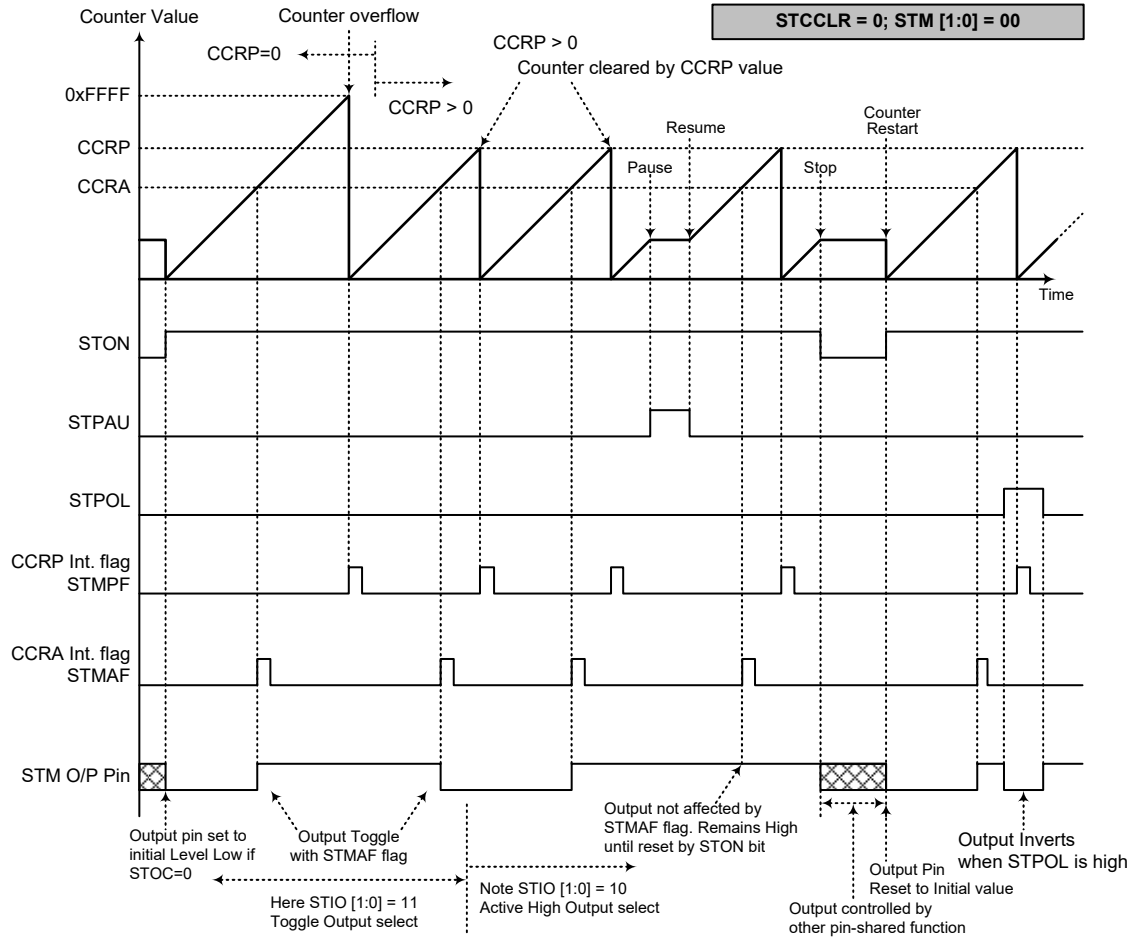 STCCLR = 0; STM [1:0] = 00
Counter Value
Counter overflow
CCRP=0
CCRP > 0
CCRP > 0
Counter cleared by CCRP value
0xFFFF
CCRP
CCRA
Pause
Resume
Stop
Counter
Restart
Time
STON
STPAU
STPOL
CCRP Int. flag
STMPF
CCRA Int. flag
STMAF
STM O/P Pin
Output pin set to
initial Level Low if
STOC=0
Output Toggle
with STMAF flag
Here STIO [1:0] = 11
Toggle Output select
Note STIO [1:0] = 10
Active High Output select
Output not affected by
STMAF flag. Remains High
until reset by STON bit
Output controlled by
other pin-shared function
Output Pin
Reset to Initial value
Output Inverts
when STPOL is high